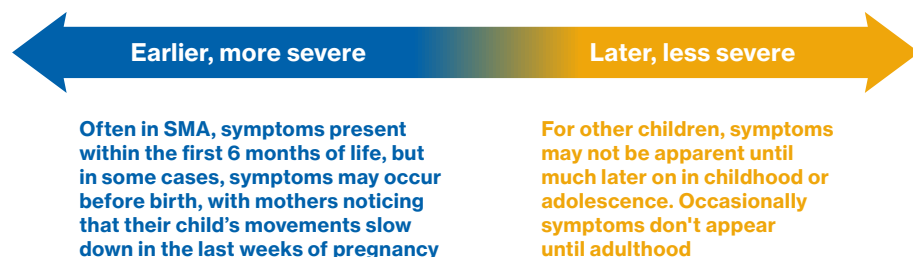 Earlier, more severe
Later, less severe
Often in SMA, symptoms present
within the first 6 months of life, but
in some cases, symptoms may occur
before birth, with mothers noticing
that their child's movements slow
down in the last weeks of pregnancy
For other children, symptoms
may not be apparent until
much later on in childhood or
adolescence. Occasionally
symptoms don't appear
until adulthood